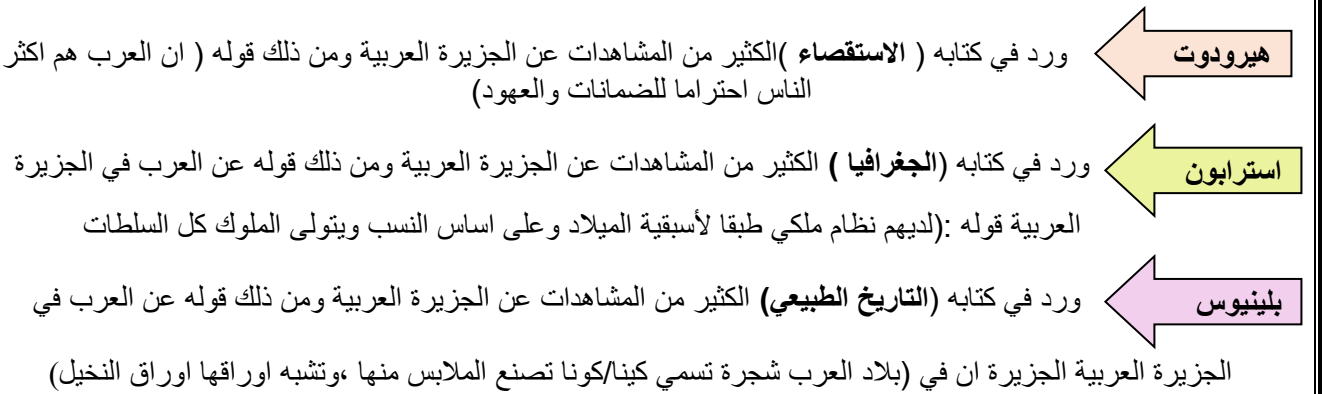 هيرودوت
ورد في كتابه ( الاستقصاء )الكثير من المشاهدات عن الجزيرة العربية ومن ذلك قوله ( ان العرب هم اكثر
الناس احتراما للضمانات والعهود)
استرابون
ورد في كتابه (الجغرافيا ) الكثير من المشاهدات عن الجزيرة العربية ومن ذلك قوله عن العرب في الجزيرة
العربية قوله :(لديهم نظام ملكي طبقا لأسبقية الميلاد وعلى اساس النسب ويتولى الملوك كل السلطات
بلينيوس
ورد في كتابه (التاريخ الطبيعي) الكثير من المشاهدات عن الجزيرة العربية ومن ذلك قوله عن العرب في
الجزيرة العربية الجزيرة ان في (بلاد العرب شجرة تسمي كينا/كونا تصنع الملابس منها ،وتشبه اوراقها اوراق النخيل)